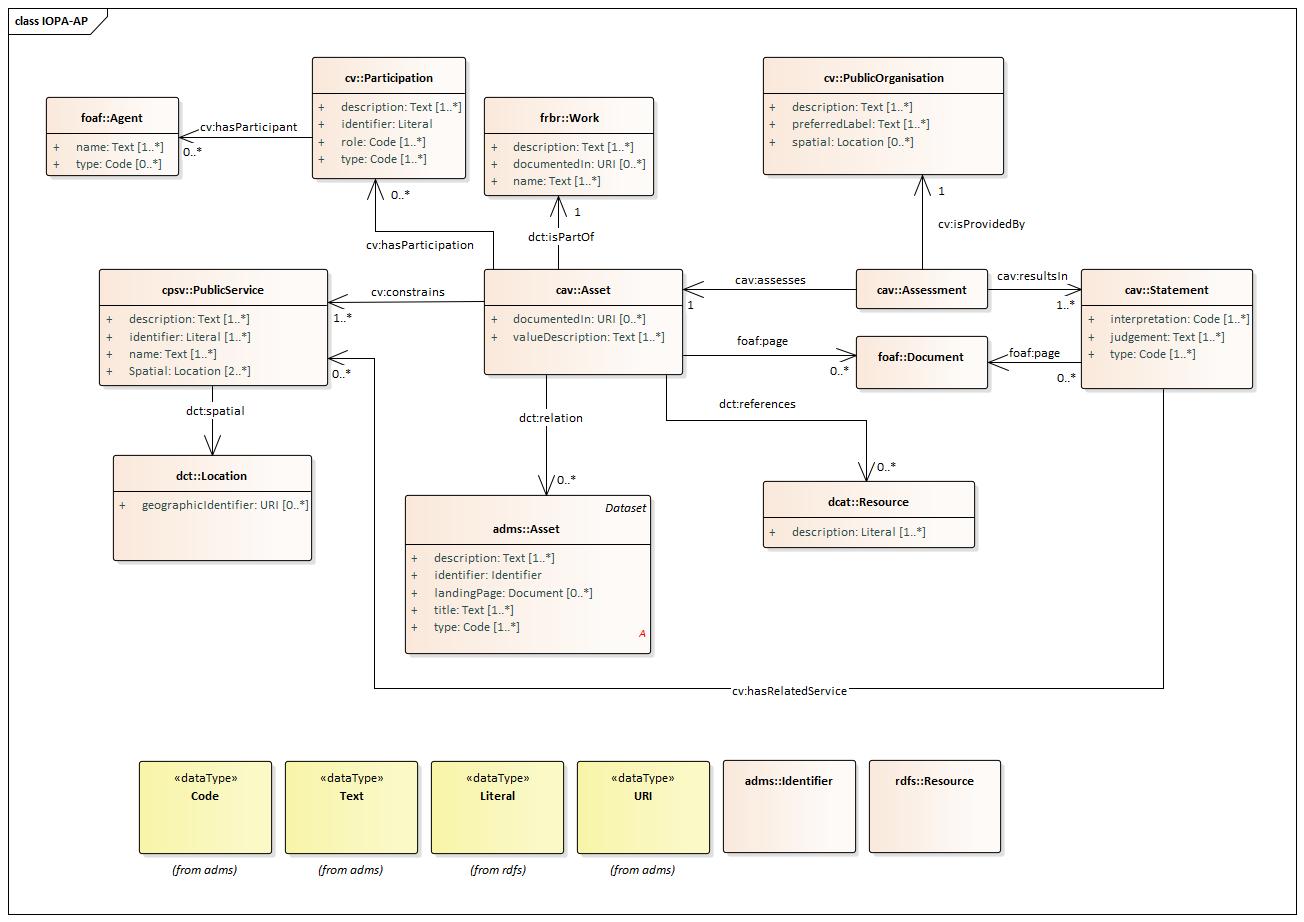 class IOPA-AP
cv::Participation
+ description: Text [1..*]
+ identifier: Literal
+ role: Code [1..*]
+ type: Code [1..*]
cv::PublicOrganisation
+ description: Text [1..*]
+ preferredLabel: Text [1..*]
+ spatial: Location [0..*]
foaf::Agent
+ name: Text [1..*]
+ type: Code [0..*]
cv:hasParticipant
0..*
frbr::Work
+ description: Text [1..*]
+ documentedIn: URI [0..*]
+ name: Text [1..*]
0..*
cv:hasParticipation
1
dct:isPartOf
1
cv:isProvidedBy
cpsv::PublicService
+ description: Text [1..*]
+ identifier: Literal [1..*]
+ name: Text [1..*]
+ Spatial: Location [2..*]
cv:constrains
1..*
0..*
cav::Asset
+ documentedIn: URI [0..*]
+ valueDescription: Text [1..*]
cav:assesses
1
cav::Assessment
cav:resultsIn
1..*
cav::Statement
+ interpretation: Code [1..*]
+ judgement: Text [1..*]
+ type: Code [1..*]
foaf:page
0..*
foaf::Document
foaf:page
0..*
dct:spatial
dct::Location
+ geographicIdentifier: URI [0..*]
dct:relation
0..*
dct:references
0..*
Dataset
adms::Asset
+ description: Text [1..*]
+ identifier: Identifier
+ landingPage: Document [0..*]
+ title: Text [1..*]
+ type: Code [1..*]
A
dcat::Resource
+ description: Literal [1..*]
cv:hasRelatedService
«dataType»
Code
(from adms)
«dataType»
Text
(from adms)
«dataType»
Literal
(from rdfs)
«dataType»
URI
(from adms)
adms::Identifier
rdfs::Resource